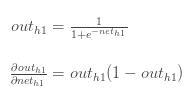 out_{h1} = \frac{1}{1+e^{-net_{h1}}}
\frac{\partial out_{h1}}{\partial net_{h1}} = out_{h1}(1 - out_{h1})